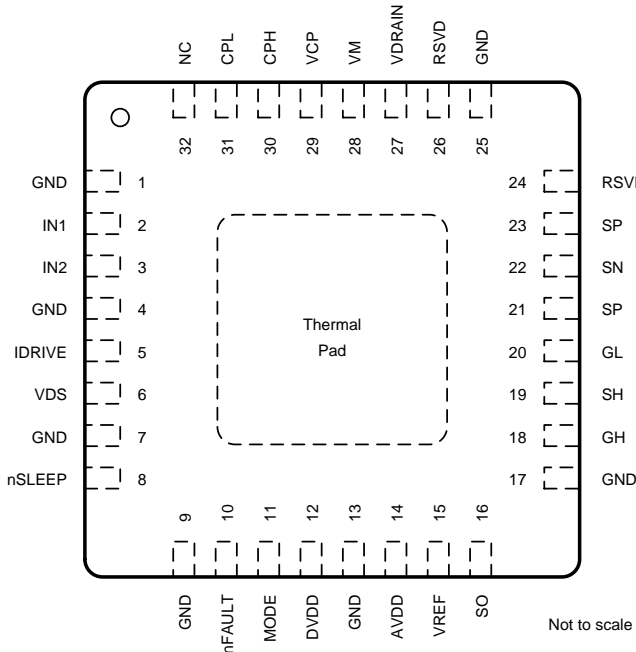 NC
CPL
CPH
VCP
VM
VDRAIN
RSVD
GND
32
31
30
29
28
27
26
25
GND 1
IN1 2
IN2 3
GND 4
IDRIVE 5
VDS 6
GND 7
nSLEEP 8
Thermal
Pad
24
23 SP
22 SN
21 SP
20 GL
19 SH
18 GH
17 GND
9
10
11
12
13
14
15
16
GND
nFAULT
MODE
DVDD
GND
AVDD
VREF
SO
Not to scale